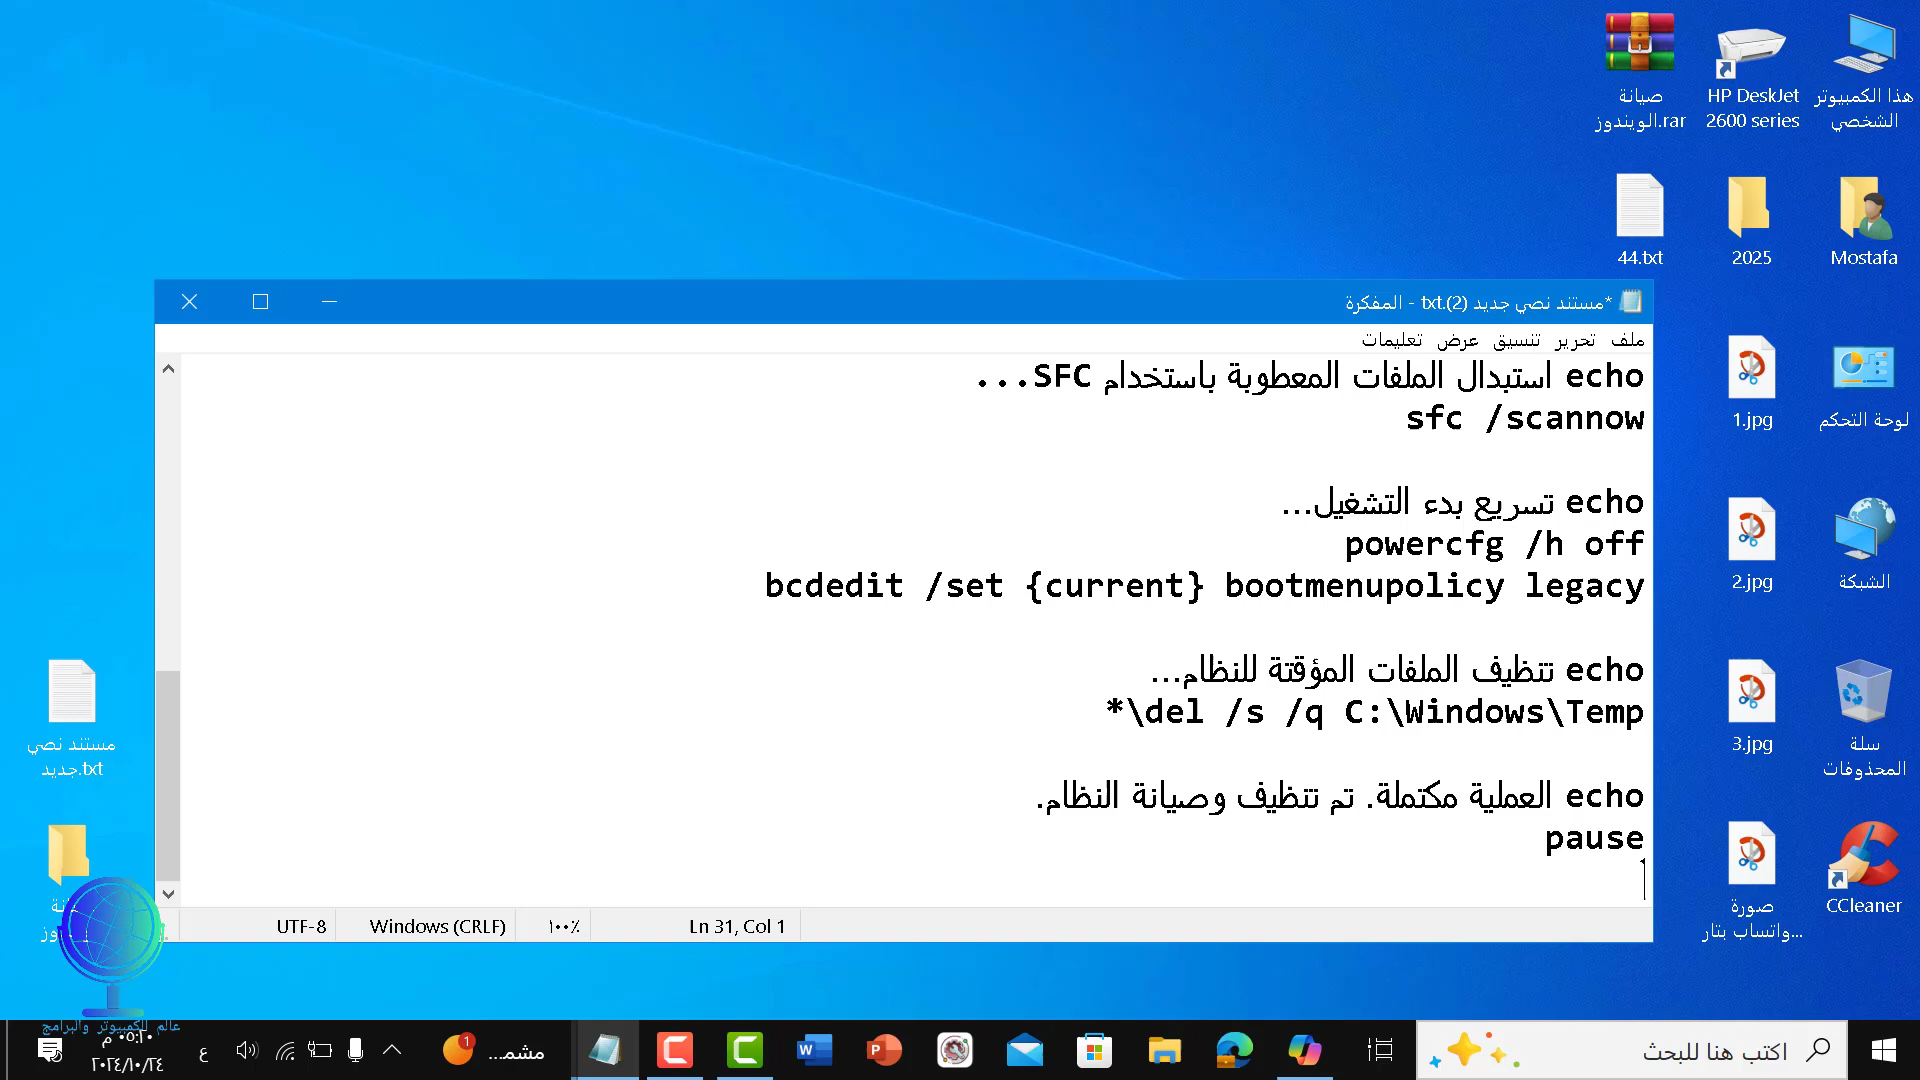 هذا الكمبيوتر الشخصي
HP DeskJet 2600 series
صيانة الويندوز.rar
Mostafa
2025
44.txt
لوحة التحكم
1.jpg
الشبكة
2.jpg
سلة المحذوفات
3.jpg
CCleaner
صورة واتساب بتار...
مستند نصي جديد.txt
*مستند نصي جديد (2).txt - المفكرة
ملف تحرير تنسيق عرض تعليمات
echo استبدال الملفات المعطوبة باستخدام SFC...
sfc /scannow
echo تسريع بدء التشغيل...
powercfg /h off
bcdedit /set {current} bootmenupolicy legacy
echo تنظيف الملفات المؤقتة للنظام...
del /s /q C:\Windows\Temp\*
echo العملية مكتملة. تم تنظيف وصيانة النظام.
pause
Ln 31, Col 1
١٠٠٪
Windows (CRLF)
UTF-8
عالم الكمبيوتر والبرامج
اكتب هنا للبحث
مشمـ...
1
ع
٠٥:٢٠ م
٢٠٢٤/١٠/٢٤